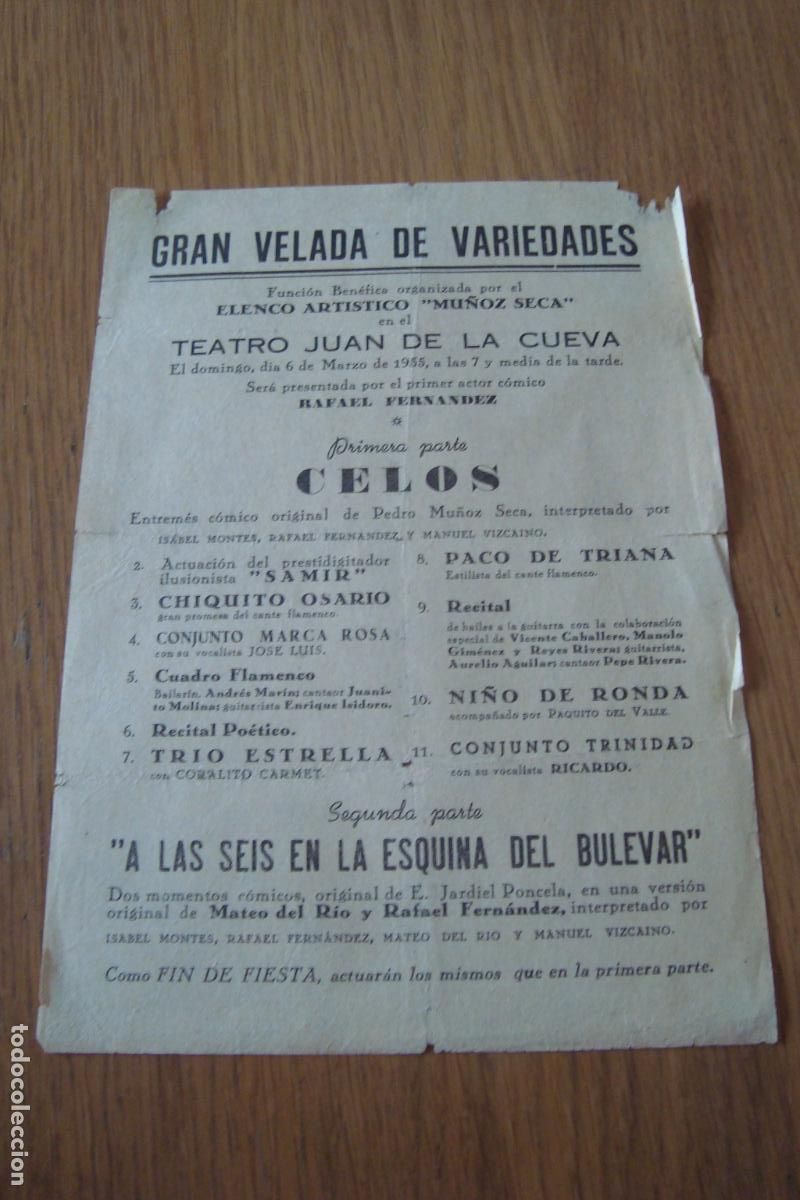 GRAN VELADA DE VARIEDADES
Función Benéfica organizada por el
ELENCO ARTISTICO "MUÑOZ SECA"
en el
TEATRO JUAN DE LA CUEVA
El domingo, dia 6 de Marzo de 1955, a las 7 y media de la tarde.
Será presentada por el primer actor cómico
RAFAEL FERNANDEZ
Primera parte
CELOS
Entremés cómico original de Pedro Muñoz Seca, interpretado por
ISABEL MONTES, RAFAEL FERNANDEZ Y MANUEL VIZCAINO.
2. Actuación del prestidigitador
ilusionista "SAMIR"
3. CHIQUITO OSARIO
gran promesa del cante flamenco.
4. CONJUNTO MARCA ROSA
con su vocalista JOSE LUIS.
5. Cuadro Flamenco
Bailarín, Andrés Marín; cantaor Juani-
to Molina; guitarrista Enrique Isidoro.
6. Recital Poético.
7. TRIO ESTRELLA
con CORALITO CARMET.
8. PACO DE TRIANA
Estilista del cante flamenco.
9. Recital
de bailes a la guitarra con la colaboración
especial de Vicente Caballero, Manolo
Giménez y Reyes Rivera; guitarrista,
Aurelio Aguilar; cantaor Pepe Rivera.
10. NIÑO DE RONDA
acompañado por PAQUITO DEL VALLE.
11. CONJUNTO TRINIDAD
con su vocalista RICARDO.
Segunda parte
"A LAS SEIS EN LA ESQUINA DEL BULEVAR"
Dos momentos cómicos, original de E. Jardiel Poncela, en una versión
original de Mateo del Río y Rafael Fernández, interpretado por
ISABEL MONTES, RAFAEL FERNÁNDEZ, MATEO DEL RIO Y MANUEL VIZCAINO.
Como FIN DE FIESTA, actuarán los mismos que en la primera parte.
todocoleccion